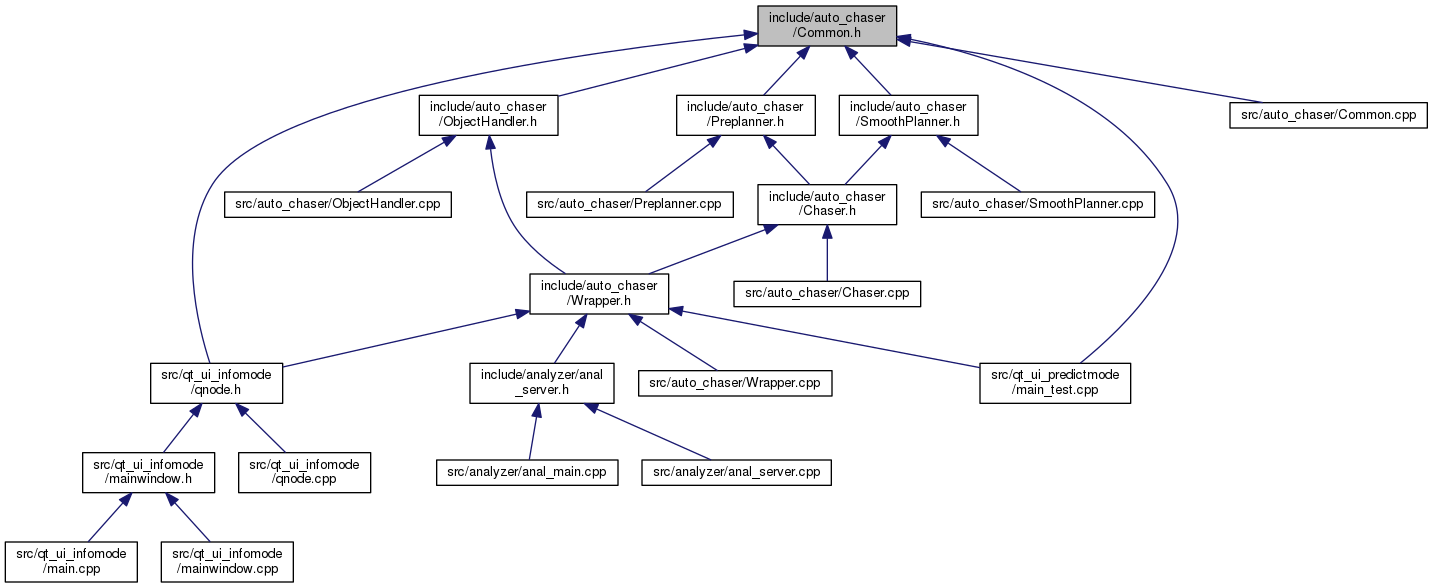 include/auto_chaser
/Common.h
include/auto_chaser
/ObjectHandler.h
include/auto_chaser
/Preplanner.h
include/auto_chaser
/SmoothPlanner.h
src/auto_chaser/Common.cpp
src/auto_chaser/ObjectHandler.cpp
src/auto_chaser/Preplanner.cpp
include/auto_chaser
/Chaser.h
src/auto_chaser/SmoothPlanner.cpp
include/auto_chaser
/Wrapper.h
src/auto_chaser/Chaser.cpp
src/qt_ui_infomode
/qnode.h
include/analyzer/anal
_server.h
src/auto_chaser/Wrapper.cpp
src/qt_ui_predictmode
/main_test.cpp
src/qt_ui_infomode
/mainwindow.h
src/qt_ui_infomode
/qnode.cpp
src/analyzer/anal_main.cpp
src/analyzer/anal_server.cpp
src/qt_ui_infomode
/main.cpp
src/qt_ui_infomode
/mainwindow.cpp